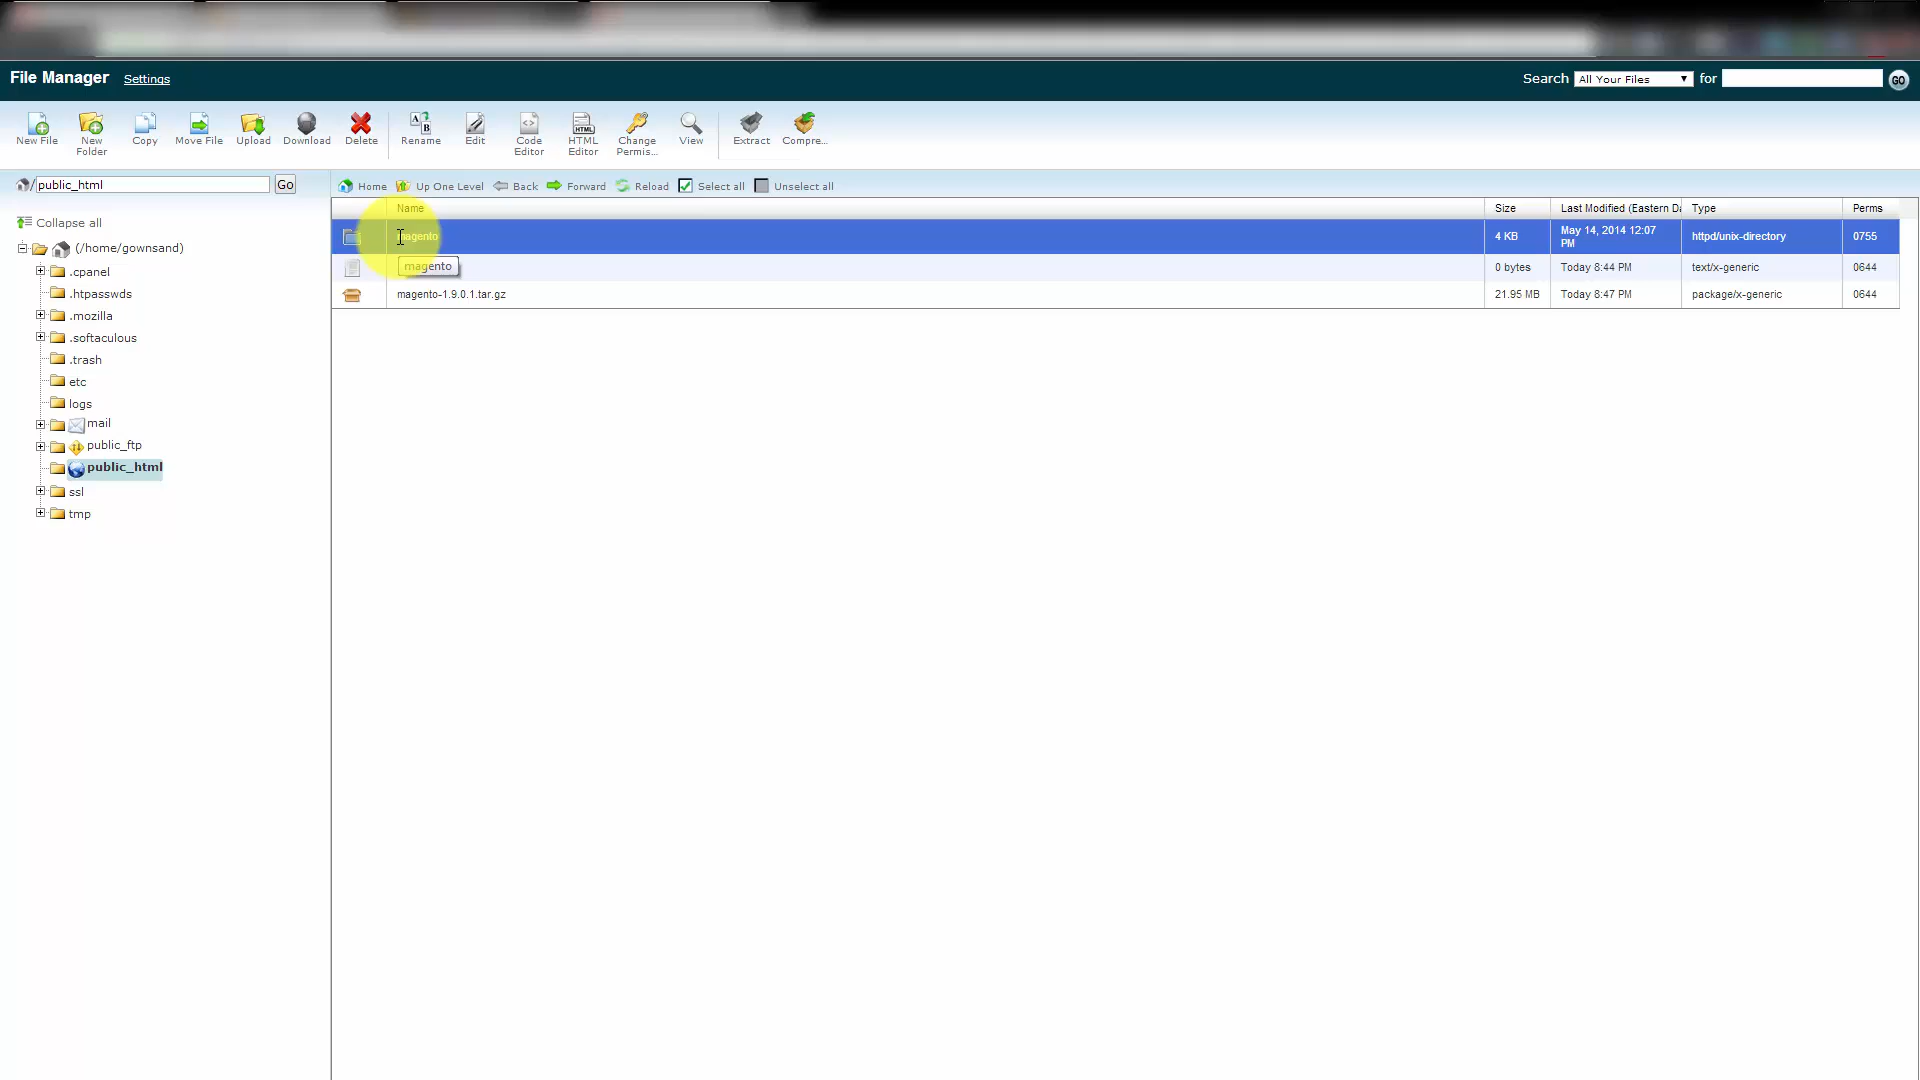 File Manager Settings
Search All Your Files for GO
New File
New Folder
Copy
Move File
Upload
Download
Delete
Rename
Edit
Code Editor
HTML Editor
Change Permis...
View
Extract
Compre...
/ public_html Go
Home Up One Level Back Forward Reload Select all Unselect all
Collapse all
(/home/gownsand)
.cpanel
.htpasswds
.mozilla
.softaculous
.trash
etc
logs
mail
public_ftp
public_html
ssl
tmp
Name Size Last Modified (Eastern Da Type Perms
magento 4 KB May 14, 2014 12:07 PM httpd/unix-directory 0755
magento
0 bytes Today 8:44 PM text/x-generic 0644
magento-1.9.0.1.tar.gz 21.95 MB Today 8:47 PM package/x-generic 0644